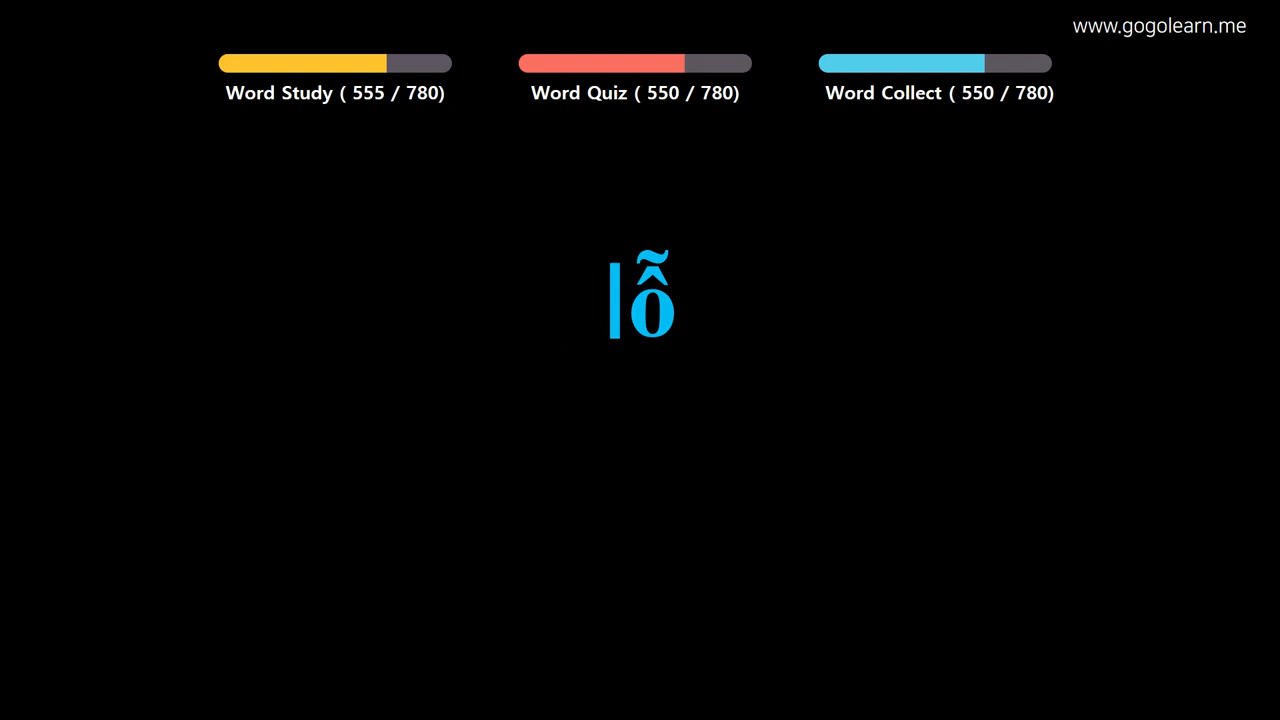 www.gogolearn.me
Word Study ( 555 / 780)
Word Quiz ( 550 / 780)
Word Collect ( 550 / 780)
lỗ